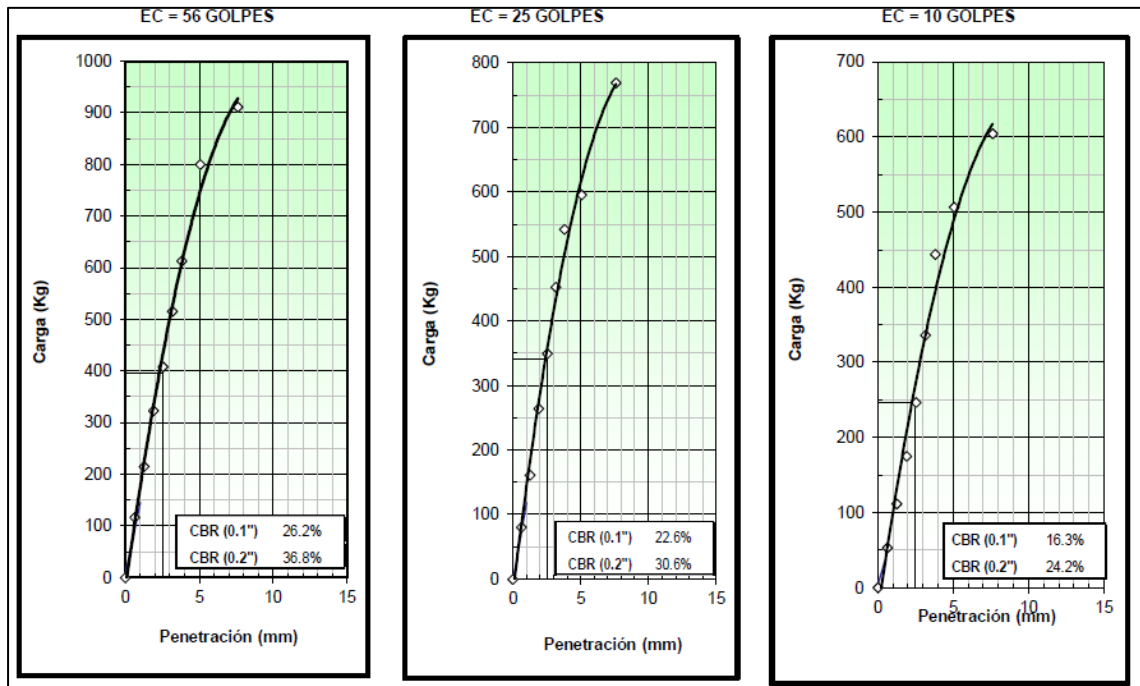 EC = 56 GOLPES
1000
900
800
700
600
500
400
300
200
100
0
Carga (Kg)
CBR (0.1") 26.2%
CBR (0.2") 36.8%
0 5 10 15
Penetración (mm)
EC = 25 GOLPES
800
700
600
500
400
300
200
100
0
Carga (Kg)
CBR (0.1") 22.6%
CBR (0.2") 30.6%
0 5 10 15
Penetración (mm)
EC = 10 GOLPES
700
600
500
400
300
200
100
0
Carga (Kg)
CBR (0.1") 16.3%
CBR (0.2") 24.2%
0 5 10 15
Penetración (mm)